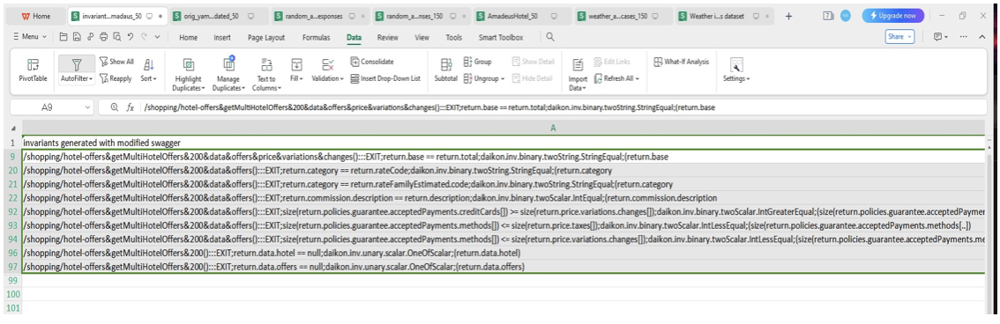 Home invariant...madaus_50 orig_yam...dated_50 random_a...esponses random_a...nses_150 AmadeusHotel_50 weather_a...cases_150 Weather i...s dataset + 7 Upgrade now
Menu Home Insert Page Layout Formulas Data Review View Tools Smart Toolbox Share
PivotTable AutoFilter Show All Reapply Sort Highlight Duplicates Manage Duplicates Text to Columns Fill Validation Consolidate Insert Drop-Down List Subtotal Group Ungroup Show Detail Hide Detail Import Data Edit Links Refresh All What-If Analysis Settings
A9 fx /shopping/hotel-offers&getMultiHotelOffers&200&data&offers&price&variations&changes():::EXIT;return.base == return.total;daikon.inv.binary.twoString.StringEqual;(return.base
A
1 invariants generated with modified swagger
9 /shopping/hotel-offers&getMultiHotelOffers&200&data&offers&price&variations&changes():::EXIT;return.base == return.total;daikon.inv.binary.twoString.StringEqual;(return.base
20 /shopping/hotel-offers&getMultiHotelOffers&200&data&offers():::EXIT;return.category == return.rateCode;daikon.inv.binary.twoString.StringEqual;(return.category
21 /shopping/hotel-offers&getMultiHotelOffers&200&data&offers():::EXIT;return.category == return.rateFamilyEstimated.code;daikon.inv.binary.twoString.StringEqual;(return.category
22 /shopping/hotel-offers&getMultiHotelOffers&200&data&offers():::EXIT;return.commission.description == return.description;daikon.inv.binary.twoScalar.IntEqual;(return.commission.description
92 /shopping/hotel-offers&getMultiHotelOffers&200&data&offers():::EXIT;size(return.policies.guarantee.acceptedPayments.creditCards[]) >= size(return.price.variations.changes[]);daikon.inv.binary.twoScalar.IntGreaterEqual;(size(return.policies.guarantee.acceptedPaymer
93 /shopping/hotel-offers&getMultiHotelOffers&200&data&offers():::EXIT;size(return.policies.guarantee.acceptedPayments.methods[]) <= size(return.price.taxes[]);daikon.inv.binary.twoScalar.IntLessEqual;(size(return.policies.guarantee.acceptedPayments.methods[..])
94 /shopping/hotel-offers&getMultiHotelOffers&200&data&offers():::EXIT;size(return.policies.guarantee.acceptedPayments.methods[]) <= size(return.price.variations.changes[]);daikon.inv.binary.twoScalar.IntLessEqual;(size(return.policies.guarantee.acceptedPayments.me
96 /shopping/hotel-offers&getMultiHotelOffers&200():::EXIT;return.data.hotel == null;daikon.inv.unary.scalar.OneOfScalar;(return.data.hotel)
97 /shopping/hotel-offers&getMultiHotelOffers&200():::EXIT;return.data.offers == null;daikon.inv.unary.scalar.OneOfScalar;(return.data.offers)
99
100
101